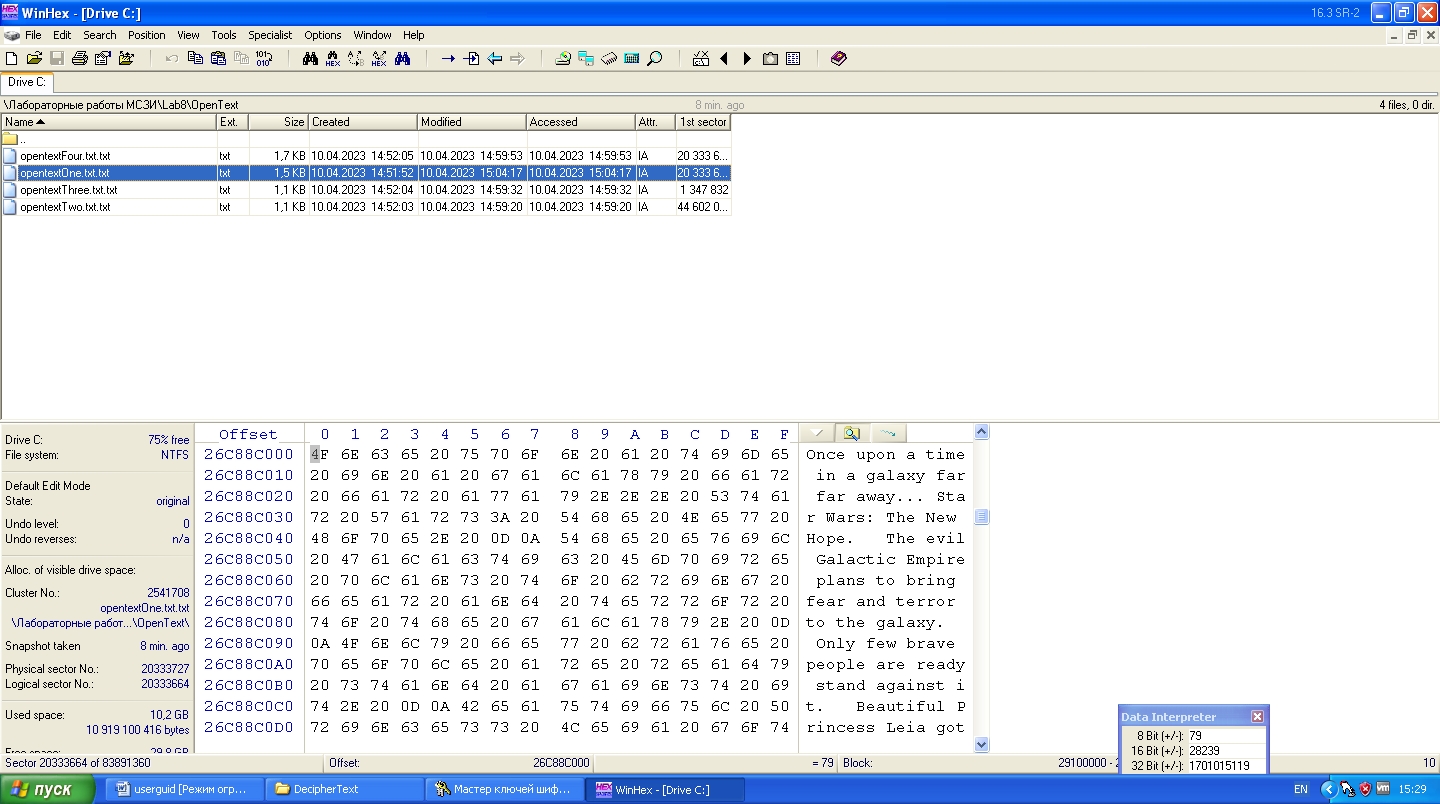 WinHex - [Drive C:] 16.3 SR-2
File Edit Search Position View Tools Specialist Options Window Help
Drive C:
\Лабораторные работы МСЗИ\Lab8\OpenText 8 min. ago 4 files, 0 dir.
Name Ext. Size Created Modified Accessed Attr. 1st sector
..
opentextFour.txt.txt txt 1,7 KB 10.04.2023 14:52:05 10.04.2023 14:59:53 10.04.2023 14:59:53 IA 20 333 6...
opentextOne.txt.txt txt 1,5 KB 10.04.2023 14:51:52 10.04.2023 15:04:17 10.04.2023 15:04:17 IA 20 333 6...
opentextThree.txt.txt txt 1,1 KB 10.04.2023 14:52:04 10.04.2023 14:59:32 10.04.2023 14:59:32 IA 1 347 832
opentextTwo.txt.txt txt 1,1 KB 10.04.2023 14:52:03 10.04.2023 14:59:20 10.04.2023 14:59:20 IA 44 602 0...
Drive C: 75% free
File system: NTFS
Default Edit Mode
State: original
Undo level: 0
Undo reverses: n/a
Alloc. of visible drive space:
Cluster No.: 2541708
opentextOne.txt.txt
\Лабораторные работ...\OpenText\
Snapshot taken 8 min. ago
Physical sector No.: 20333727
Logical sector No.: 20333664
Used space: 10,2 GB
10 919 100 416 bytes
Free space: 29,8 GB
Offset 0 1 2 3 4 5 6 7 8 9 A B C D E F
26C88C000 4F 6E 63 65 20 75 70 6F 6E 20 61 20 74 69 6D 65 Once upon a time
26C88C010 20 69 6E 20 61 20 67 61 6C 61 78 79 20 66 61 72 in a galaxy far
26C88C020 20 66 61 72 20 61 77 61 79 2E 2E 2E 20 53 74 61 far away... Sta
26C88C030 72 20 57 61 72 73 3A 20 54 68 65 20 4E 65 77 20 r Wars: The New
26C88C040 48 6F 70 65 2E 20 0D 0A 54 68 65 20 65 76 69 6C Hope. The evil
26C88C050 20 47 61 6C 61 63 74 69 63 20 45 6D 70 69 72 65 Galactic Empire
26C88C060 20 70 6C 61 6E 73 20 74 6F 20 62 72 69 6E 67 20 plans to bring
26C88C070 66 65 61 72 20 61 6E 64 20 74 65 72 72 6F 72 20 fear and terror
26C88C080 74 6F 20 74 68 65 20 67 61 6C 61 78 79 2E 20 0D to the galaxy.
26C88C090 0A 4F 6E 6C 79 20 66 65 77 20 62 72 61 76 65 20 Only few brave
26C88C0A0 70 65 6F 70 6C 65 20 61 72 65 20 72 65 61 64 79 people are ready
26C88C0B0 20 73 74 61 6E 64 20 61 67 61 69 6E 73 74 20 69 stand against i
26C88C0C0 74 2E 20 0D 0A 42 65 61 75 74 69 66 75 6C 20 50 t. Beautiful P
26C88C0D0 72 69 6E 63 65 73 73 20 4C 65 69 61 20 67 6F 74 rincess Leia got
Data Interpreter
8 Bit (+/-): 79
16 Bit (+/-): 28239
32 Bit (+/-): 1701015119
Sector 20333664 of 83891360 Offset: 26C88C000 = 79 Block: 29100000 - 10
пуск userguid [Режим огр... DecipherText Мастер ключей шиф... WinHex - [Drive C:] EN 15:29